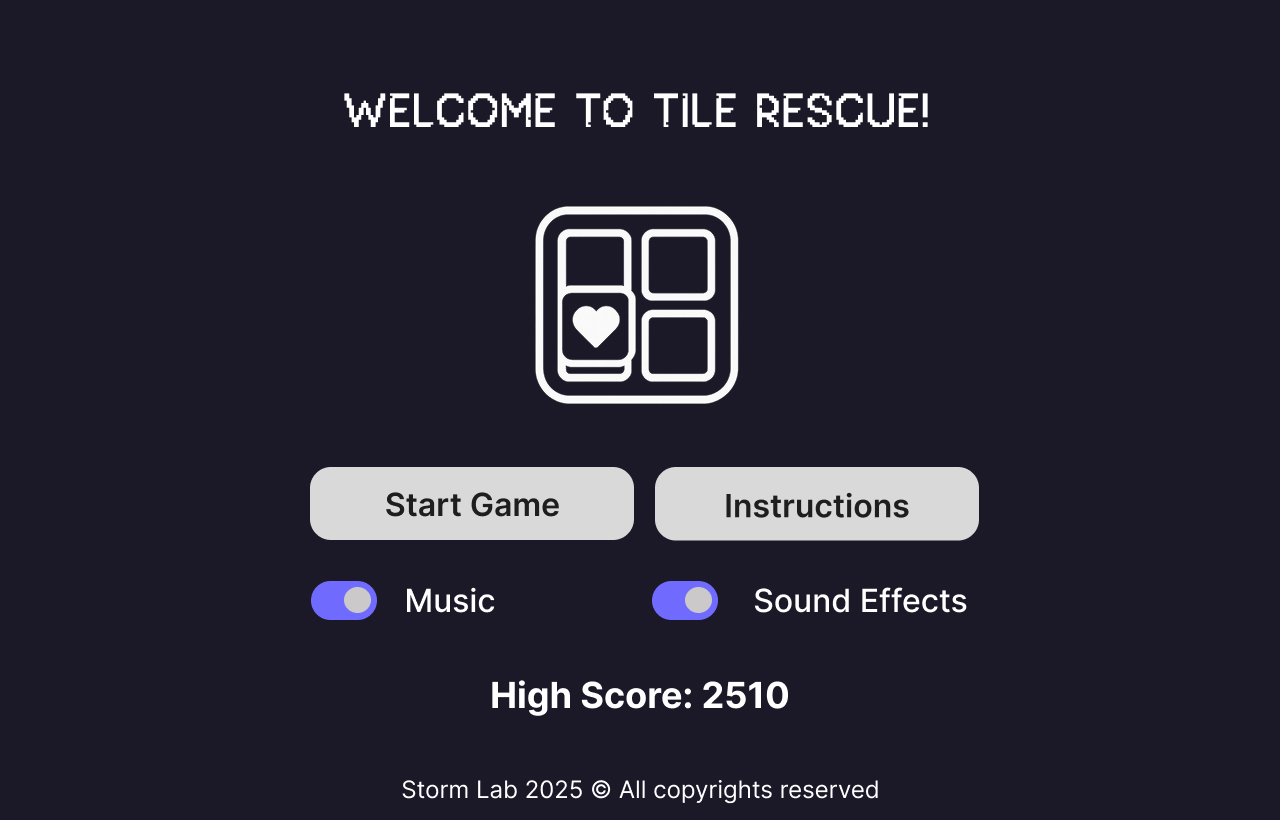 WELCOME TO TILE RESCUE!
Start Game
Instructions
Music
Sound Effects
High Score: 2510
Storm Lab 2025 © All copyrights reserved